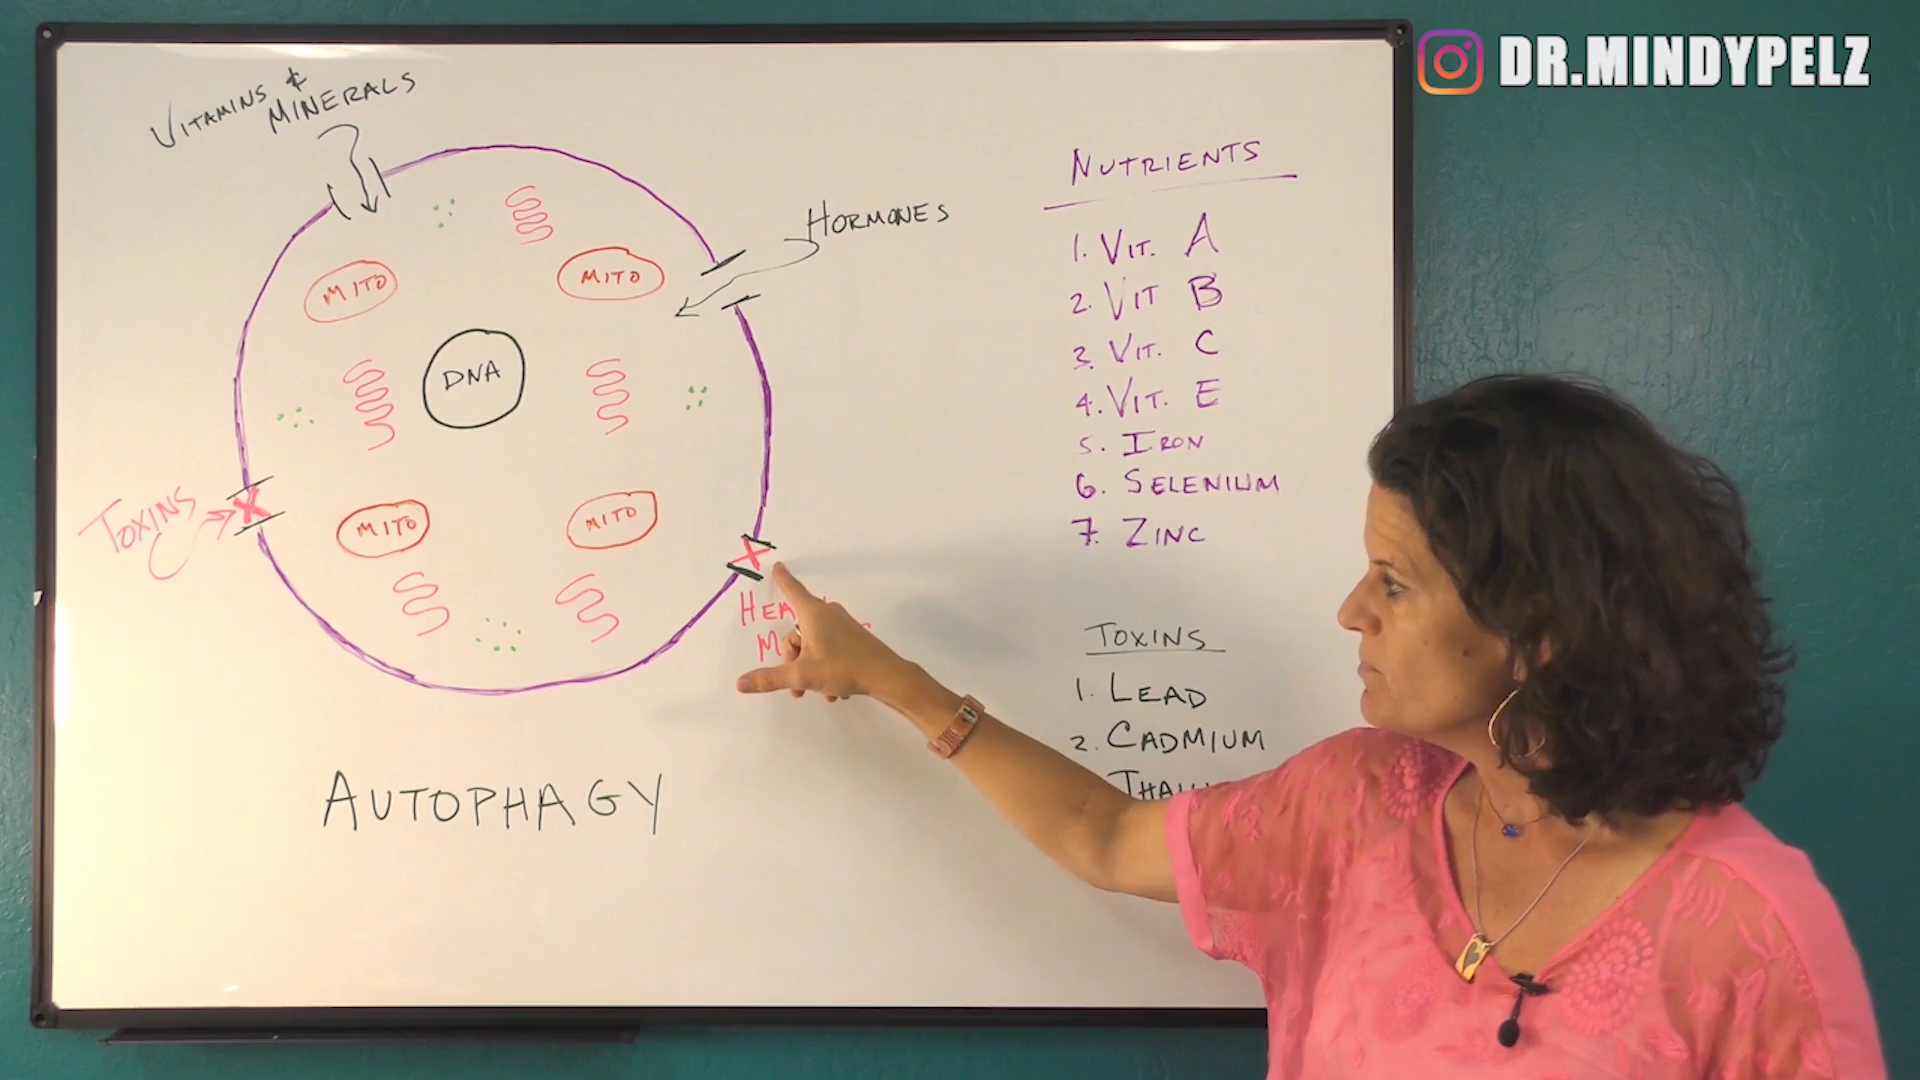 DR.MINDYPELZ
VITAMINS &
MINERALS
HORMONES
MITO
MITO
DNA
TOXINS
MITO
MITO
AUTOPHAGY
NUTRIENTS
1. VIT. A
2. VIT B
3. VIT. C
4. VIT. E
5. IRON
6. SELENIUM
7. ZINC
TOXINS
1. LEAD
2. CADMIUM